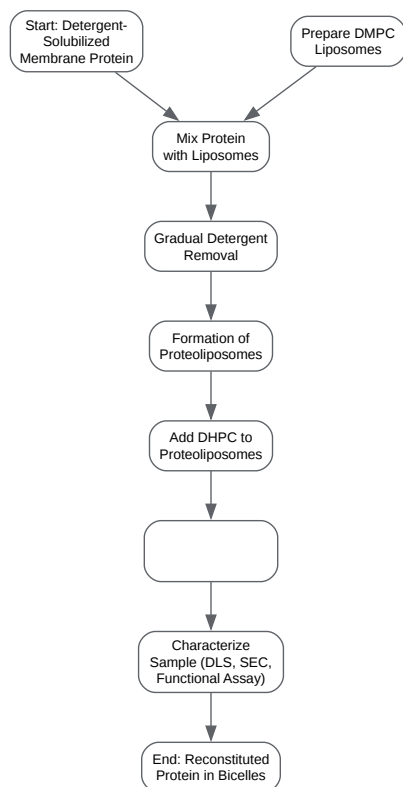 Start: Detergent-
Solubilized
Membrane Protein
Prepare DMPC
Liposomes
Mix Protein
with Liposomes
Gradual Detergent
Removal
Formation of
Proteoliposomes
Add DHPC to
Proteoliposomes
Characterize
Sample (DLS, SEC,
Functional Assay)
End: Reconstituted
Protein in Bicelles